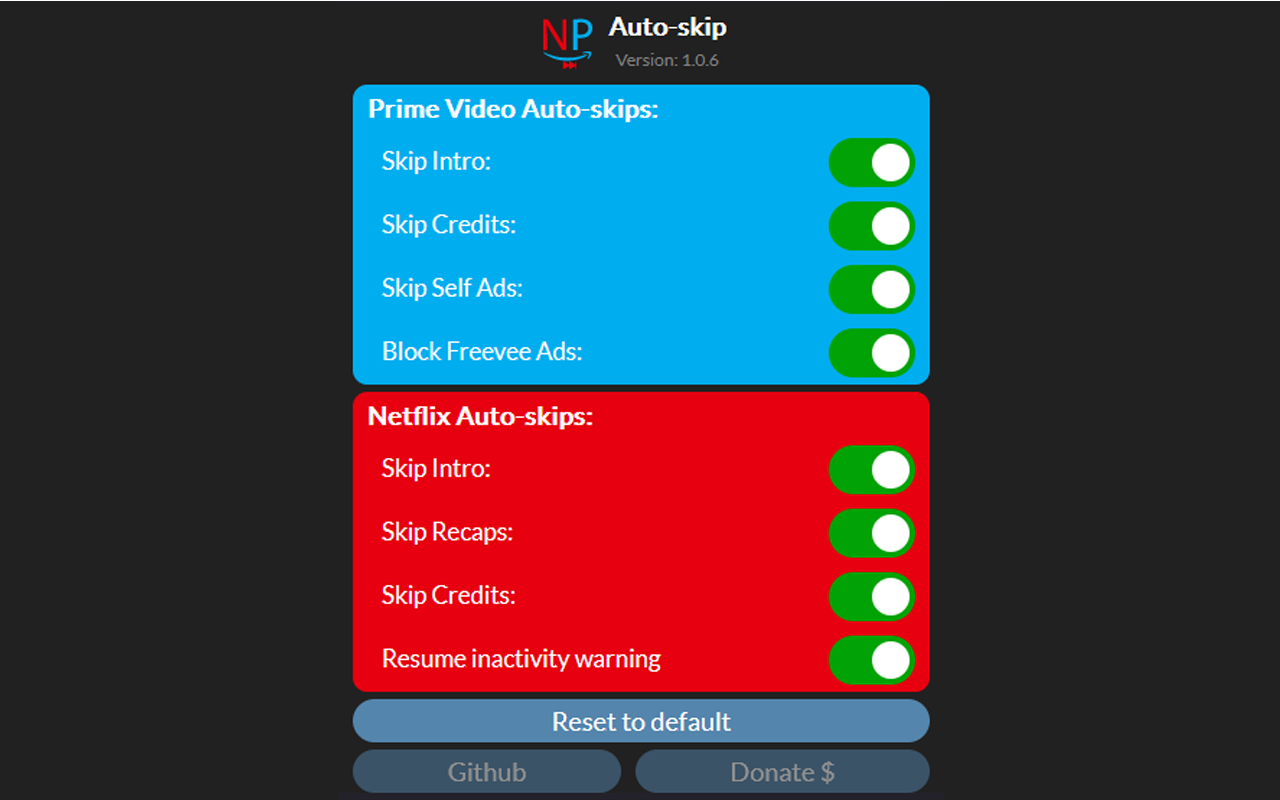 NP
Auto-skip
Version: 1.0.6
Prime Video Auto-skips:
Skip Intro:
Skip Credits:
Skip Self Ads:
Block Freevee Ads:
Netflix Auto-skips:
Skip Intro:
Skip Recaps:
Skip Credits:
Resume inactivity warning
Reset to default
Github
Donate $